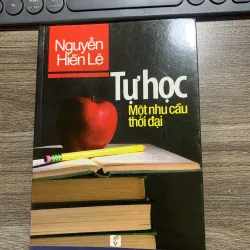 Nguyễn
Hiến Lê
Tự học
Một nhu cầu
thời đại